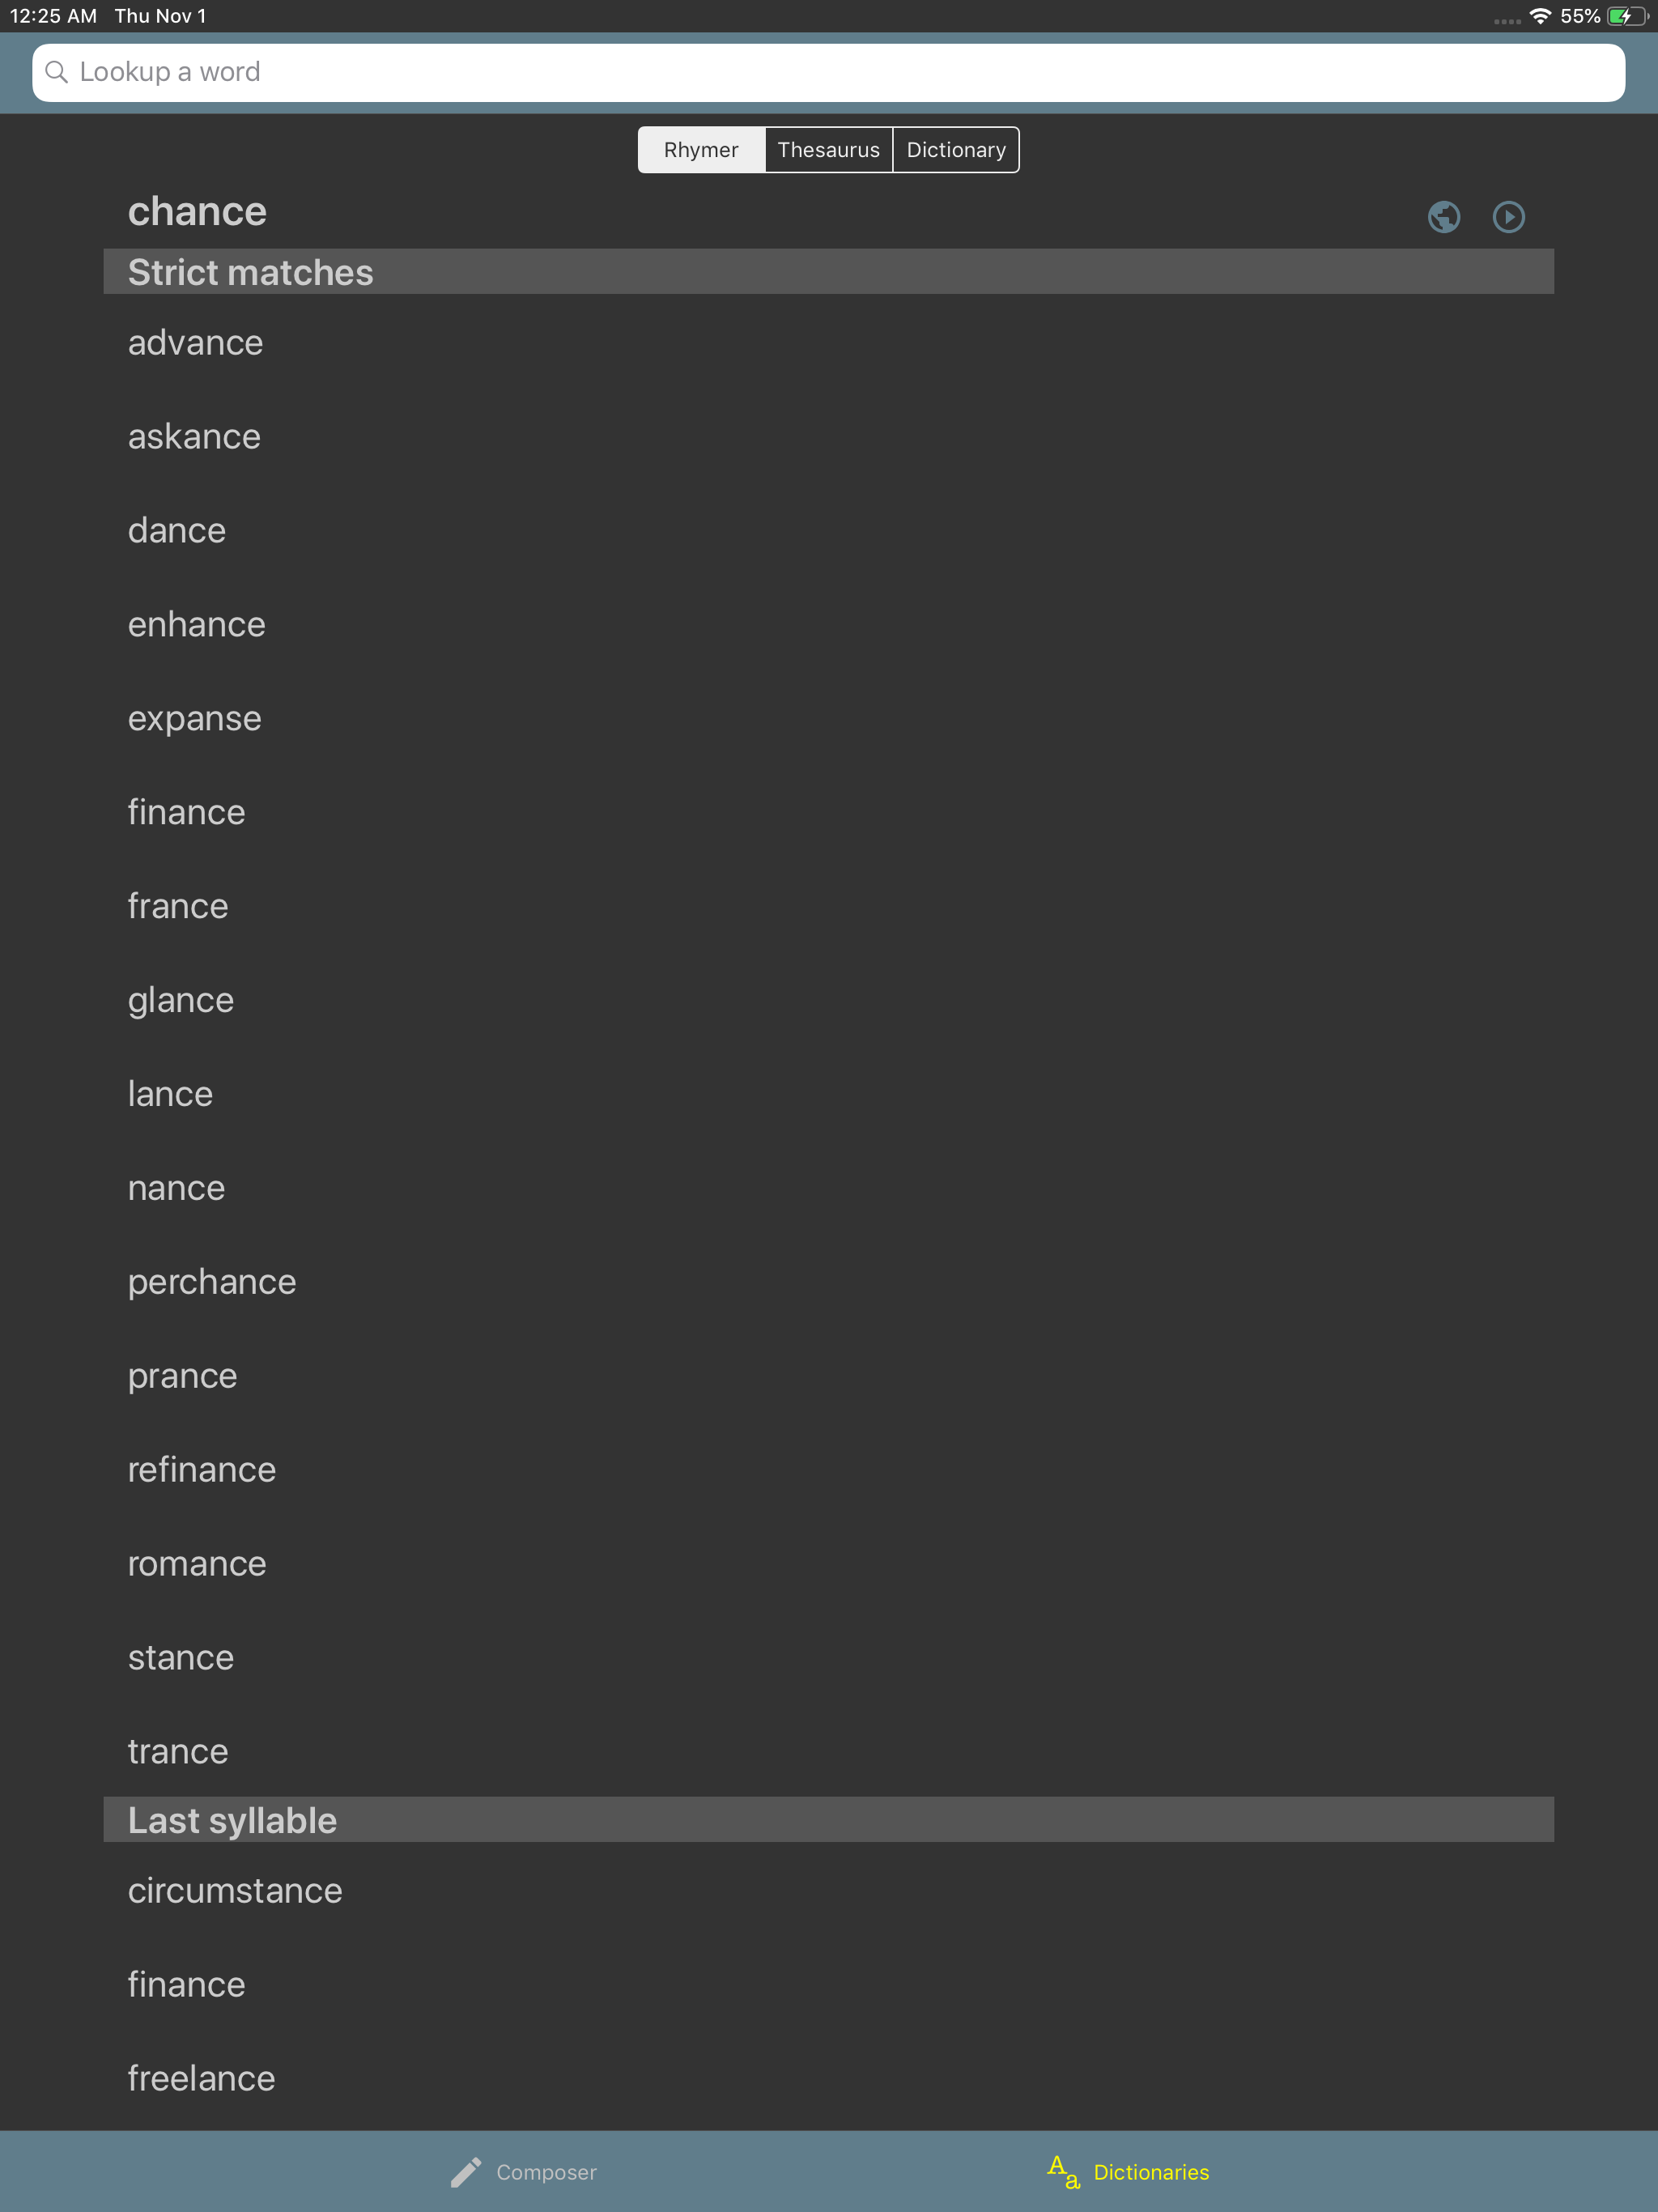 12:25 AM Thu Nov 1 55%
Lookup a word
Rhymer Thesaurus Dictionary
chance
Strict matches
advance
askance
dance
enhance
expanse
finance
france
glance
lance
nance
perchance
prance
refinance
romance
stance
trance
Last syllable
circumstance
finance
freelance
Composer Aa Dictionaries